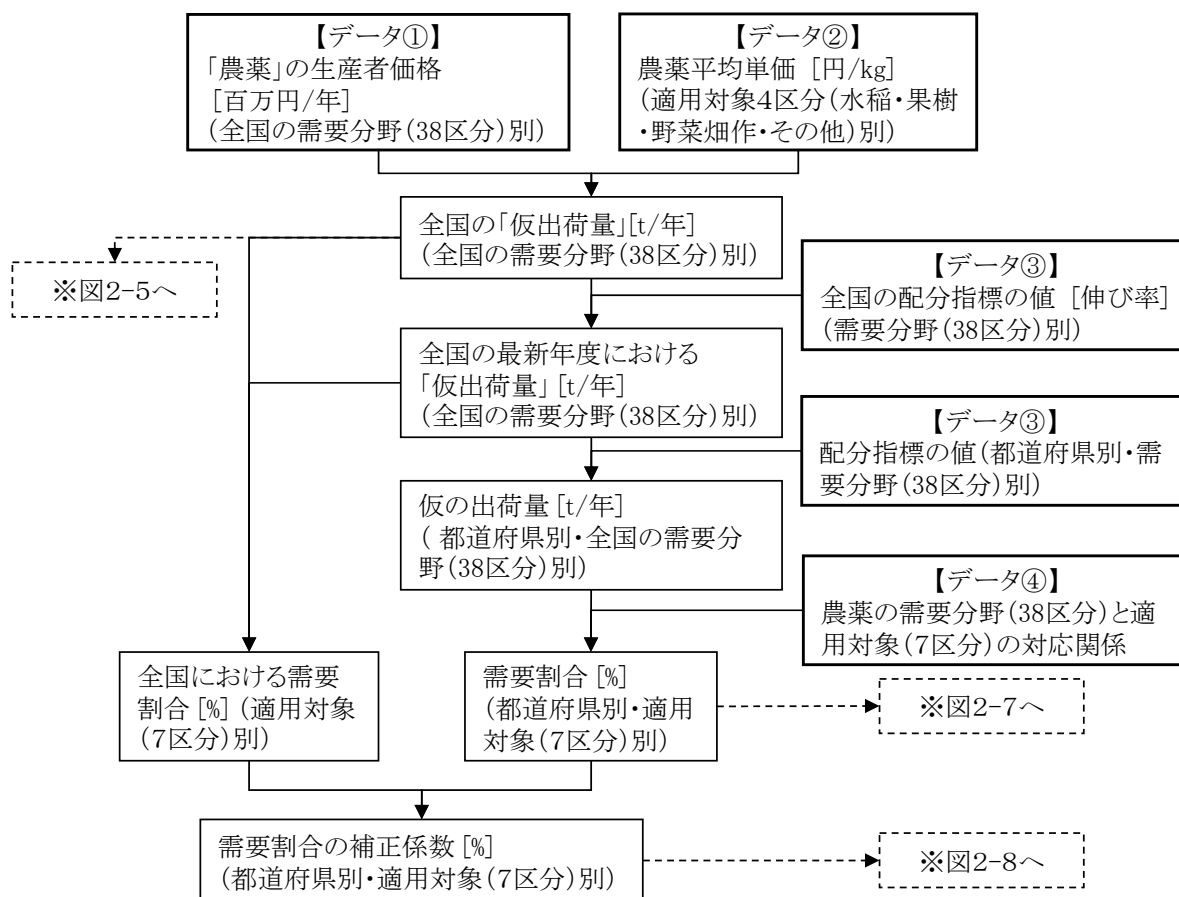 【データ①】
「農薬」の生産者価格
[百万円/年]
(全国の需要分野(38区分)別)
【データ②】
農薬平均単価 [円/kg]
(適用対象4区分(水稲・果樹
・野菜畑作・その他)別)
全国の「仮出荷量」[t/年]
(全国の需要分野(38区分)別)
※図2-5へ
【データ③】
全国の配分指標の値 [伸び率]
(需要分野(38区分)別)
全国の最新年度における
「仮出荷量」[t/年]
(全国の需要分野(38区分)別)
【データ③】
配分指標の値(都道府県別・需
要分野(38区分)別)
仮の出荷量 [t/年]
( 都道府県別・全国の需要分
野(38区分)別)
【データ④】
農薬の需要分野(38区分)と適
用対象(7区分)の対応関係
全国における需要
割合 [%] (適用対象
(7区分)別)
需要割合 [%]
(都道府県別・適用
対象(7区分)別)
※図2-7へ
需要割合の補正係数 [%]
(都道府県別・適用対象(7区分)別)
※図2-8へ